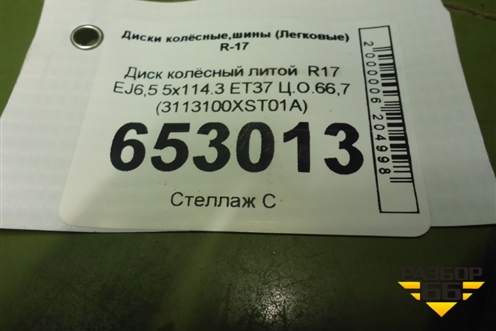 Диски колёсные,шины (Легковые)
R-17
Диск колёсный литой R17
EJ6,5 5x114.3 ET37 Ц.О.66,7
(3113100XST01A)
653013
Стеллаж С
2000006204998
РАЗБОР
66